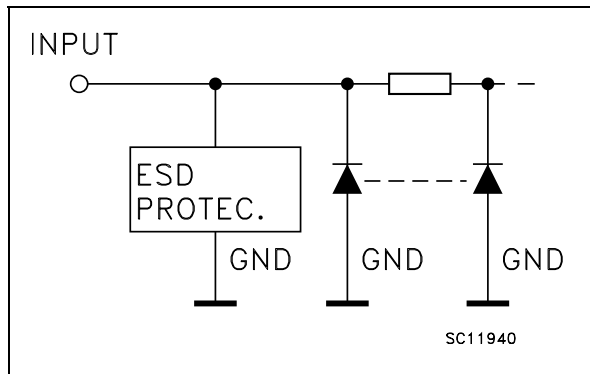 INPUT
ESD
PROTEC.
GND
GND
GND
SC11940